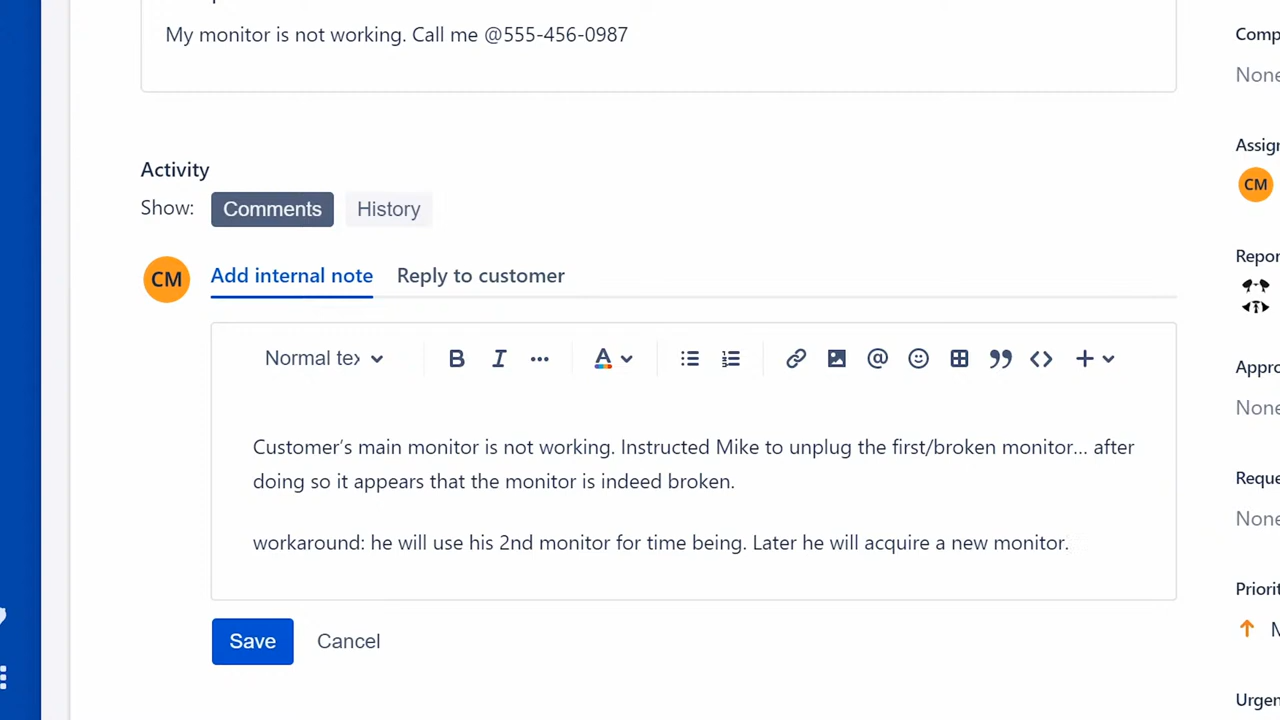 My monitor is not working. Call me @555-456-0987
Activity
Show: Comments History
CM Add internal note Reply to customer
Normal tex
Customer's main monitor is not working. Instructed Mike to unplug the first/broken monitor... after
doing so it appears that the monitor is indeed broken.
workaround: he will use his 2nd monitor for time being. Later he will acquire a new monitor.
Save Cancel
Comp
None
Assign
CM
Repor
Appro
None
Reque
None
Priorit
M
Urgen